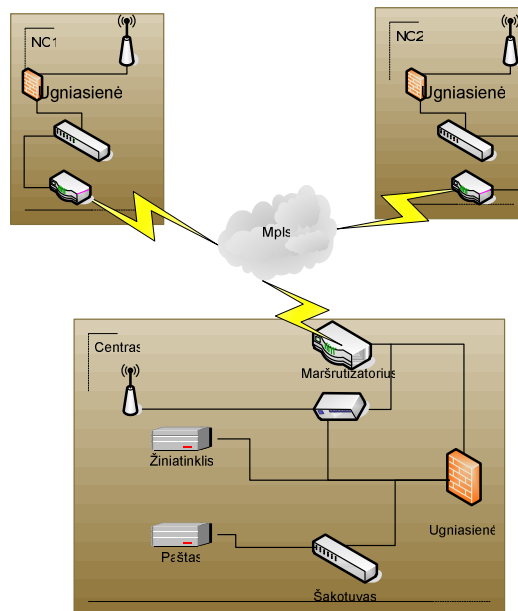 NC1
Ugniasienė
NC2
Ugniasienė
Mpls
Centras
Maršrutizatorius
Žiniatinklis
Ugniasienė
Paštas
Šakotuvas